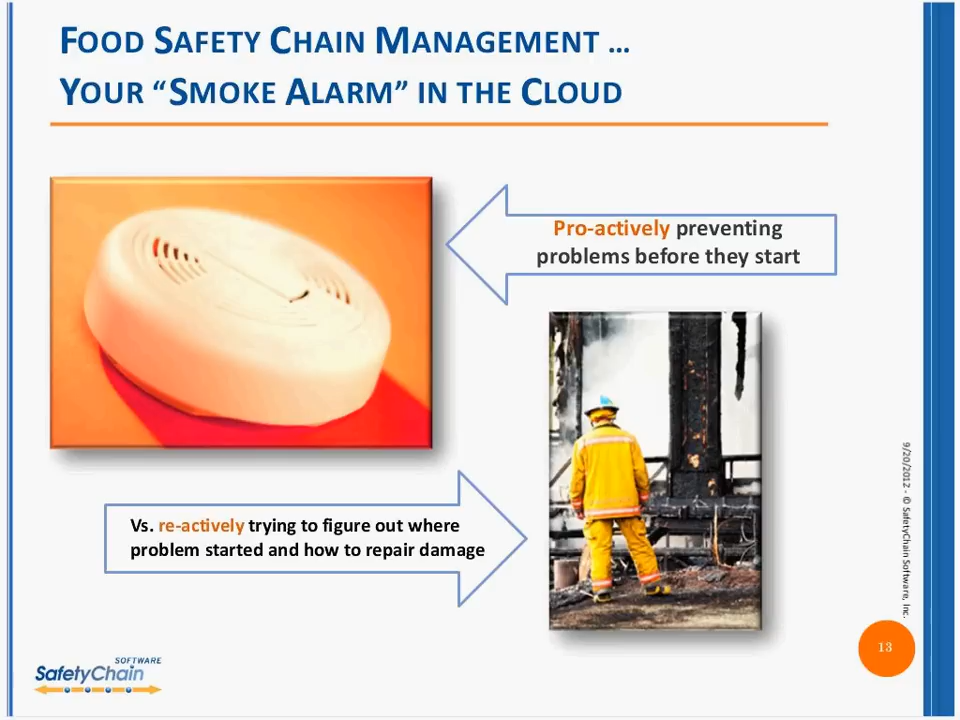 FOOD SAFETY CHAIN MANAGEMENT …
YOUR “SMOKE ALARM” IN THE CLOUD
Pro-actively preventing
problems before they start
Vs. re-actively trying to figure out where
problem started and how to repair damage
9/20/2012 - © SafetyChain Software, Inc.
13
SOFTWARE
SafetyChain